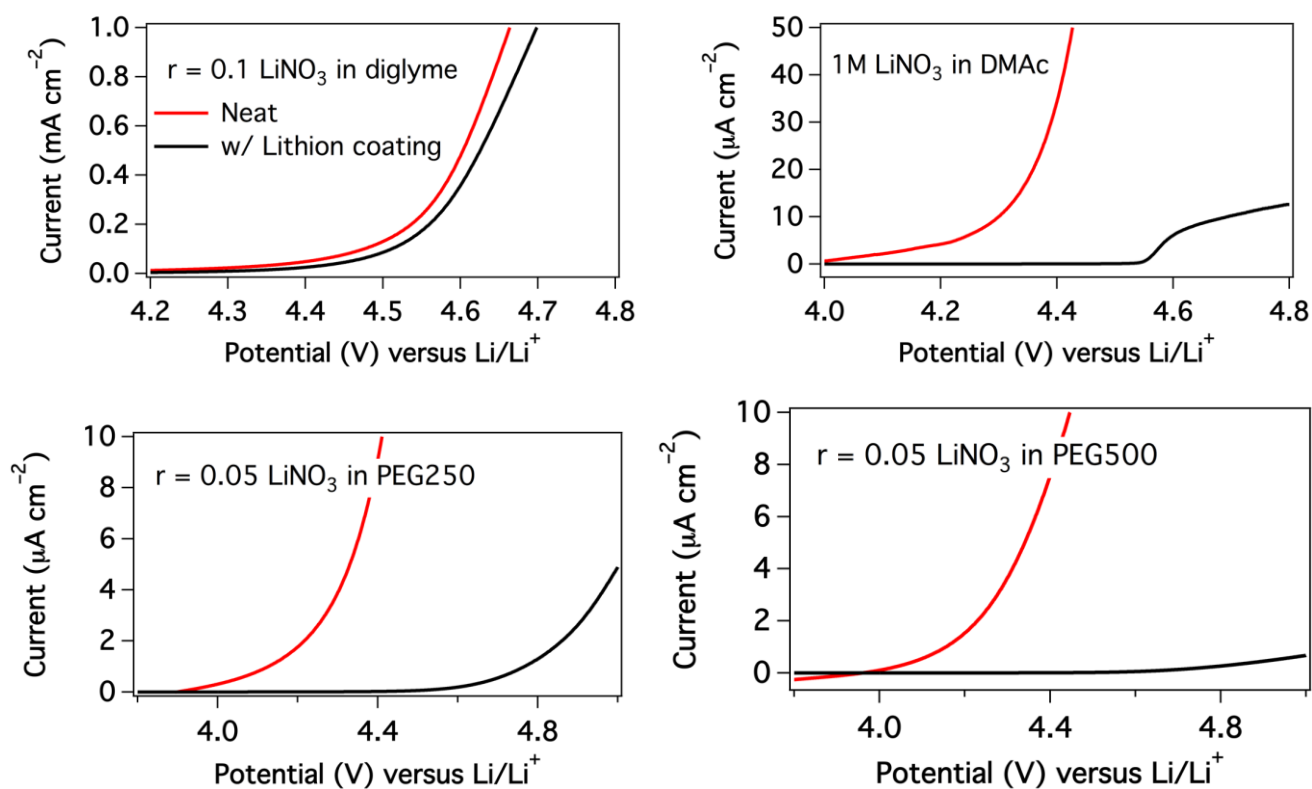 Current (mA cm⁻²)
1.0
0.8
0.6
0.4
0.2
0.0
r = 0.1 LiNO₃ in diglyme
Neat
w/ Lithion coating
4.2 4.3 4.4 4.5 4.6 4.7 4.8
Potential (V) versus Li/Li⁺
Current (μA cm⁻²)
50
40
30
20
10
0
1M LiNO₃ in DMAc
4.0 4.2 4.4 4.6 4.8
Potential (V) versus Li/Li⁺
Current (μA cm⁻²)
10
8
6
4
2
0
r = 0.05 LiNO₃ in PEG250
4.0 4.4 4.8
Potential (V) versus Li/Li⁺
Current (μA cm⁻²)
10
8
6
4
2
0
r = 0.05 LiNO₃ in PEG500
4.0 4.4 4.8
Potential (V) versus Li/Li⁺